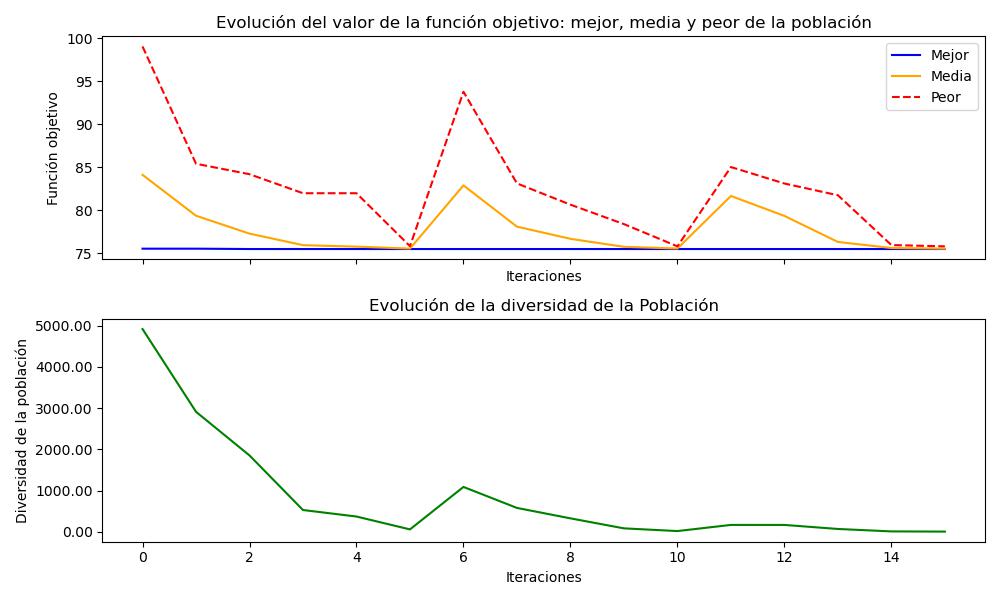 Evolución del valor de la función objetivo: mejor, media y peor de la población
100
95
90
85
80
75
Función objetivo
Mejor
Media
Peor
Iteraciones
Evolución de la diversidad de la Población
5000.00
4000.00
3000.00
2000.00
1000.00
0.00
Diversidad de la población
0 2 4 6 8 10 12 14
Iteraciones